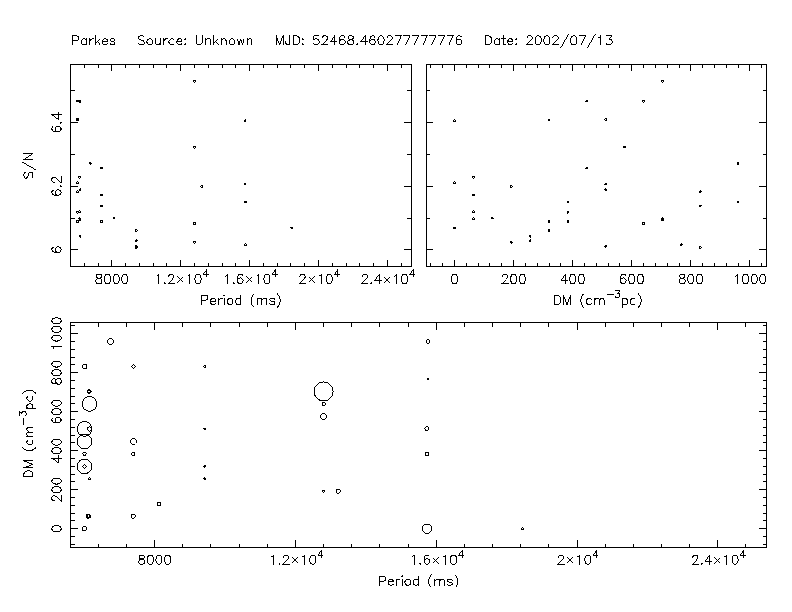 Parkes Source: Unknown MJD: 52468.460277777776 Date: 2002/07/13
S/N
6.4
6.2
6
8000 1.2×10⁴ 1.6×10⁴ 2×10⁴ 2.4×10⁴
Period (ms)
0 200 400 600 800 1000
DM (cm⁻³pc)
DM (cm⁻³pc)
1000
800
600
400
200
0
8000 1.2×10⁴ 1.6×10⁴ 2×10⁴ 2.4×10⁴
Period (ms)